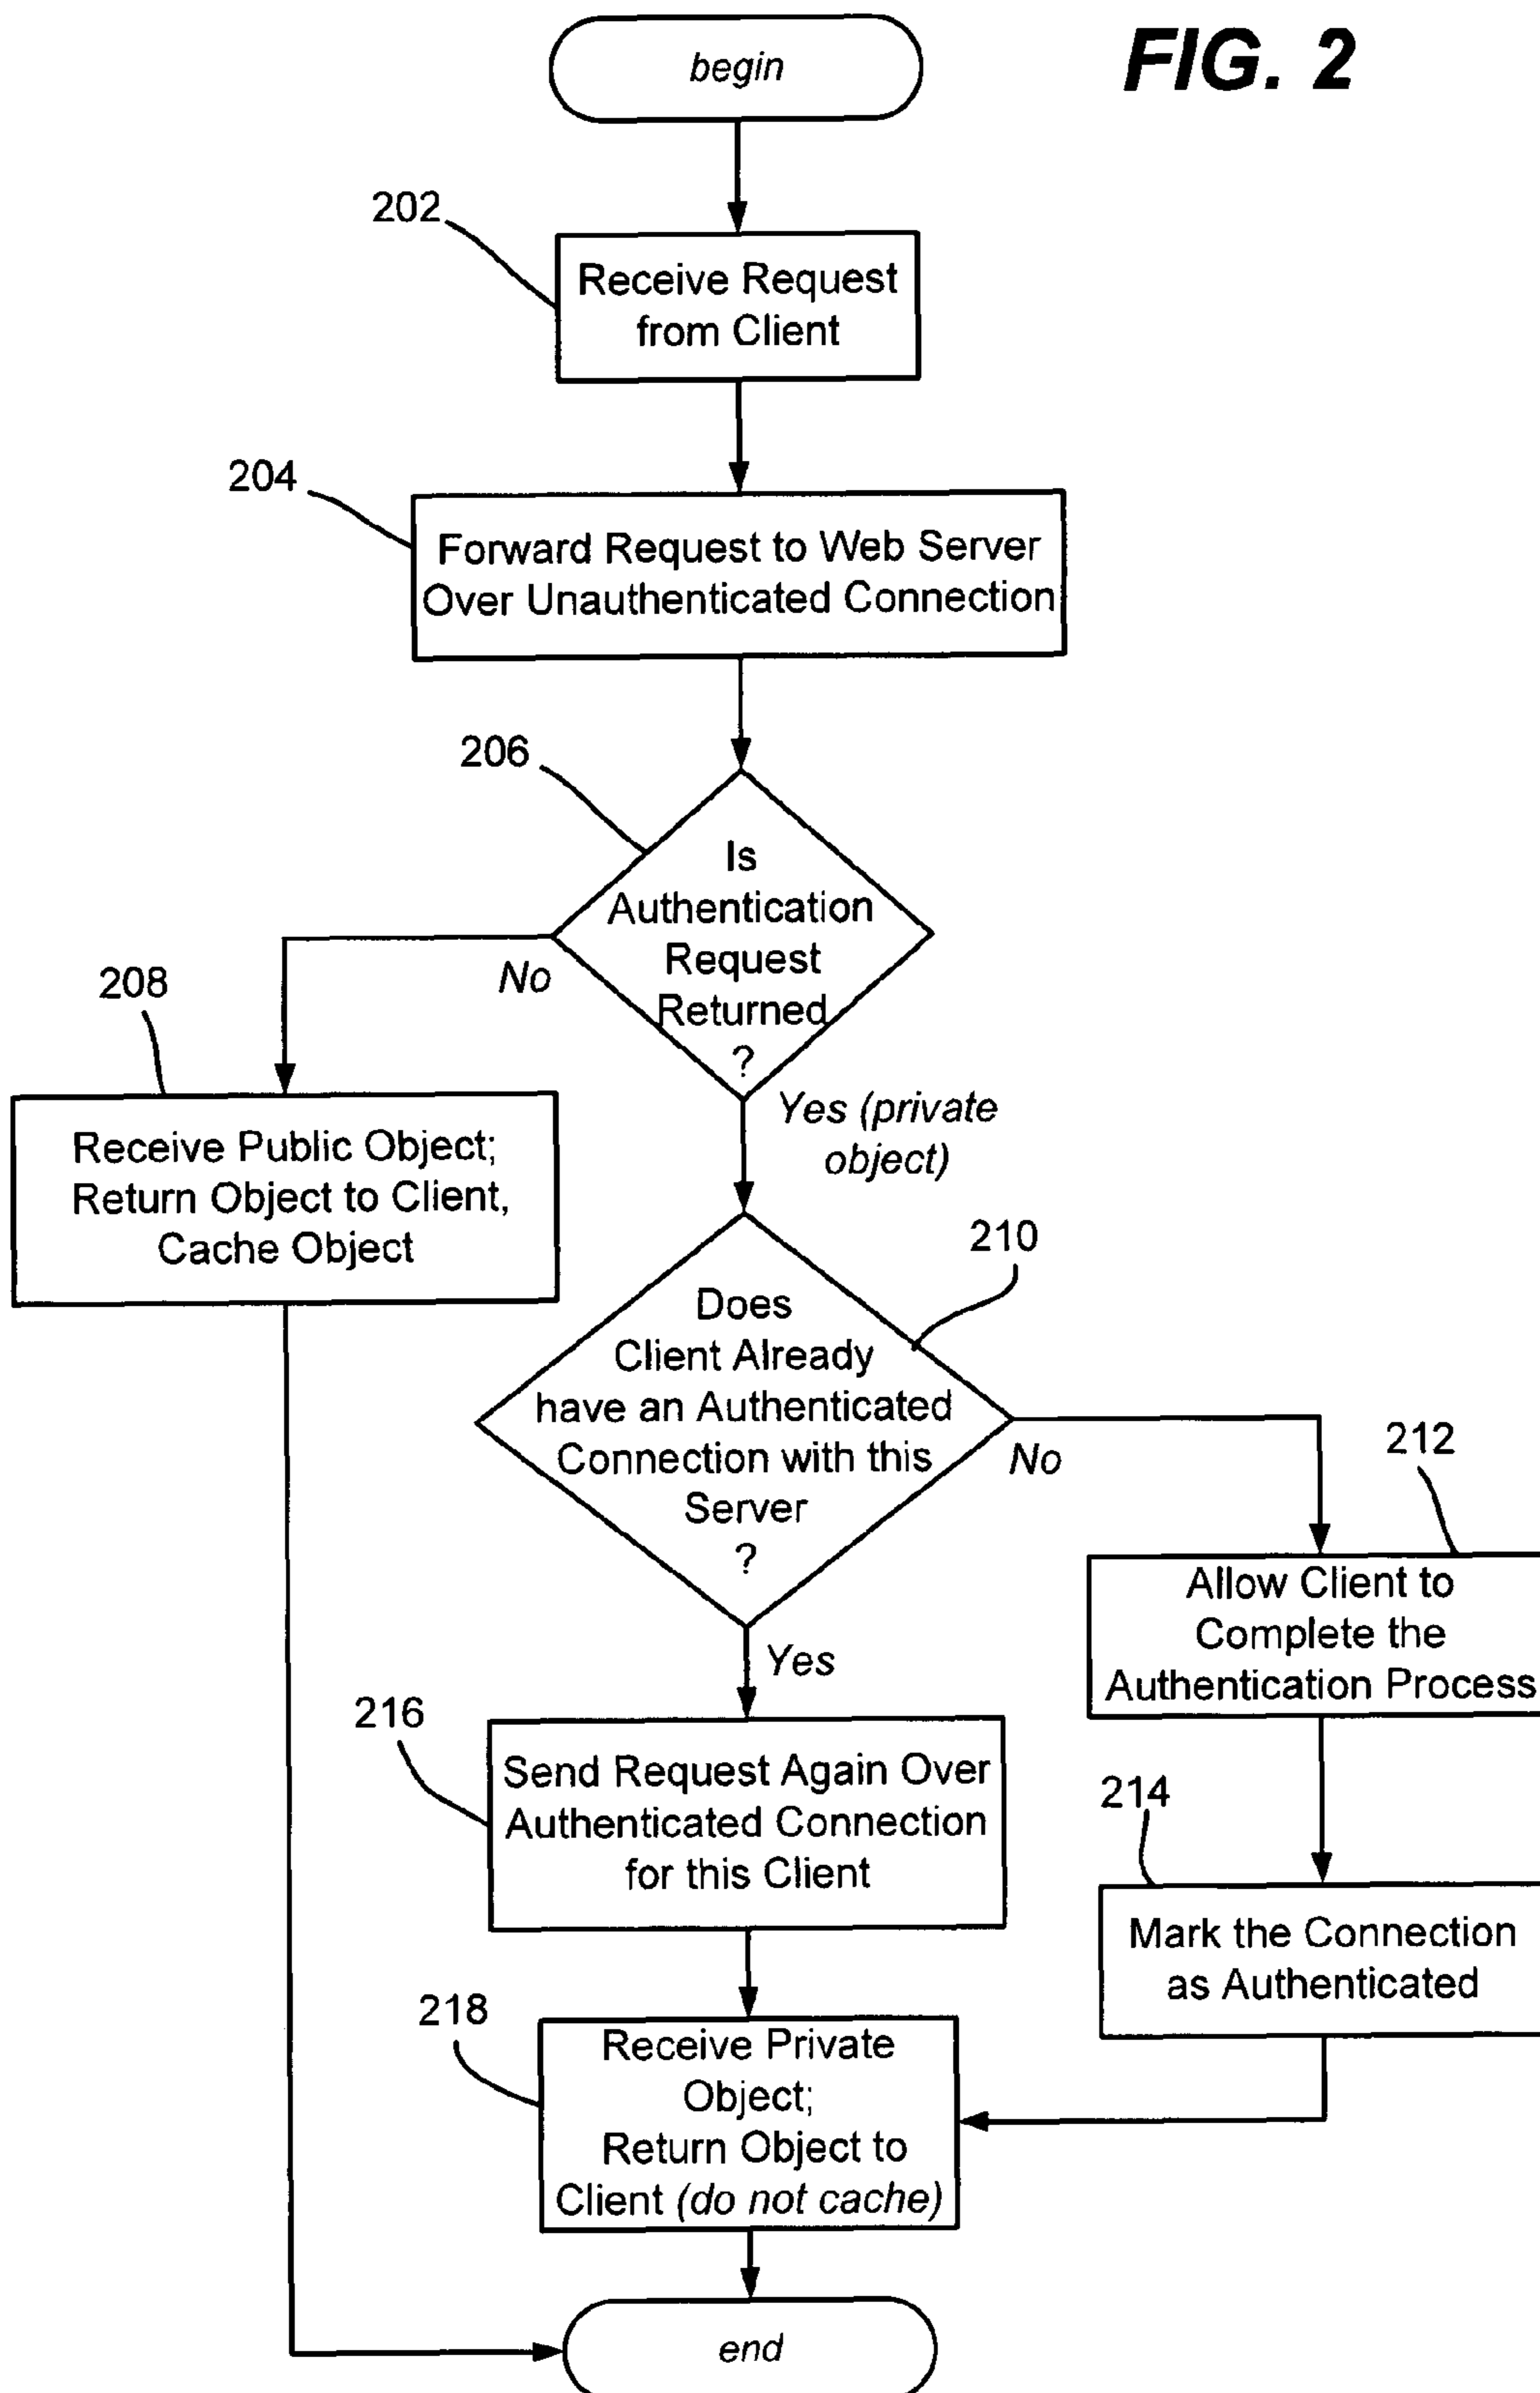 FIG. 2
begin
202
Receive Request
from Client
204
Forward Request to Web Server
Over Unauthenticated Connection
206
Is
Authentication
Request
Returned
?
No
Yes (private
object)
208
Receive Public Object;
Return Object to Client,
Cache Object
210
Does
Client Already
have an Authenticated
Connection with this
Server
?
No
Yes
212
Allow Client to
Complete the
Authentication Process
214
Mark the Connection
as Authenticated
216
Send Request Again Over
Authenticated Connection
for this Client
218
Receive Private
Object;
Return Object to
Client (do not cache)
end